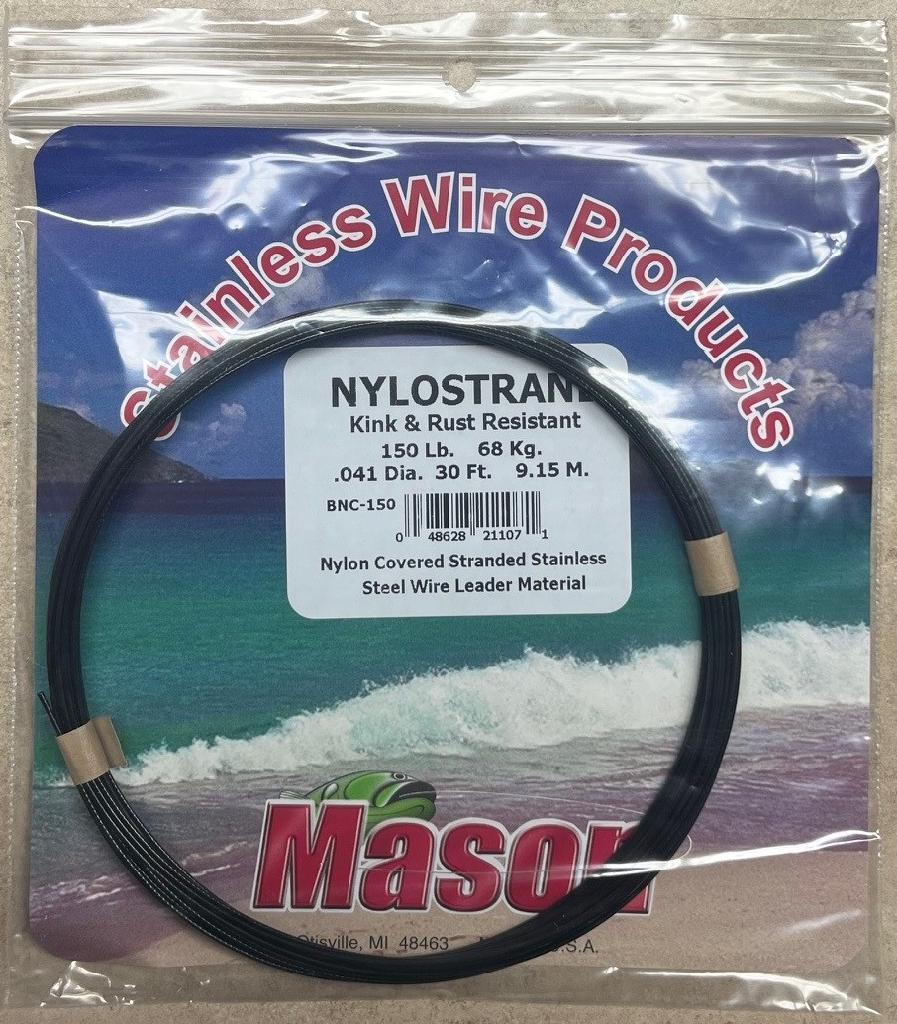 Stainless Wire Products
NYLOSTRAN
Kink & Rust Resistant
150 Lb. 68 Kg.
.041 Dia. 30 Ft. 9.15 M.
BNC-150
0 48628 21107 1
Nylon Covered Stranded Stainless
Steel Wire Leader Material
Mason
Otisville, MI 48463 U.S.A.